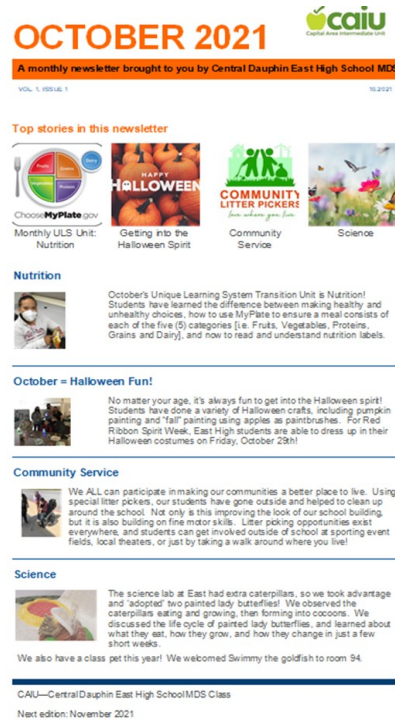 caiu
Capital Area Intermediate Unit
OCTOBER 2021
A monthly newsletter brought to you by Central Dauphin East High School MDS
VOL. 1, ISSUE 1
10.2021
Top stories in this newsletter
Fruits
Grains
Dairy
Vegetables
Protein
ChooseMyPlate.gov
Monthly ULS Unit:
Nutrition
HAPPY
HALLOWEEN
Getting into the
Halloween Spirit
COMMUNITY
LITTER PICKERS
love where you live
Community
Service
Science
Nutrition
October's Unique Learning System Transition Unit is Nutrition!
Students have learned the difference between making healthy and
unhealthy choices, how to use MyPlate to ensure a meal consists of
each of the five (5) categories [i.e. Fruits, Vegetables, Proteins,
Grains and Dairy], and now to read and understand nutrition labels.
October = Halloween Fun!
No matter your age, it's always fun to get into the Halloween spirit!
Students have done a variety of Halloween crafts, including pumpkin
painting and "fall" painting using apples as paintbrushes. For Red
Ribbon Spirit Week, East High students are able to dress up in their
Halloween costumes on Friday, October 29th!
Community Service
We ALL can participate in making our communities a better place to live. Using
special litter pickers, our students have gone outside and helped to clean up
around the school. Not only is this improving the look of our school building,
but it is also building on fine motor skills. Litter picking opportunities exist
everywhere, and students can get involved outside of school at sporting event
fields, local theaters, or just by taking a walk around where you live!
Science
The science lab at East had extra caterpillars, so we took advantage
and 'adopted' two painted lady butterflies! We observed the
caterpillars eating and growing, then forming into cocoons. We
discussed the life cycle of painted lady butterflies, and learned about
what they eat, how they grow, and how they change in just a few
short weeks.
We also have a class pet this year! We welcomed Swimmy the goldfish to room 94.
CAIU—Central Dauphin East High School MDS Class
Next edition: November 2021